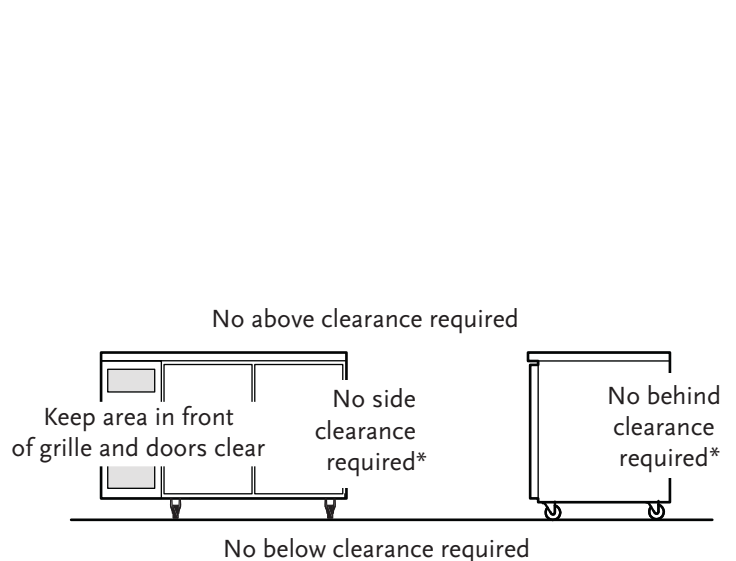 No above clearance required
Keep area in front
of grille and doors clear
No side
clearance
required*
No behind
clearance
required*
No below clearance required